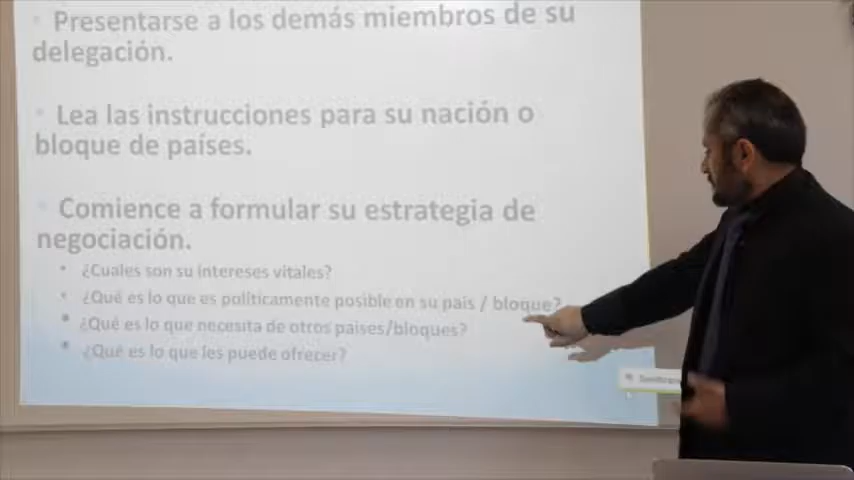 Presentarse a los demás miembros de su
delegación.
Lea las instrucciones para su nación o
bloque de países.
Comience a formular su estrategia de
negociación.
¿Cuales son su intereses vitales?
¿Qué es lo que es políticamente posible en su país / bloque?
¿Qué es lo que necesita de otros países/bloques?
¿Qué es lo que les puede ofrecer?